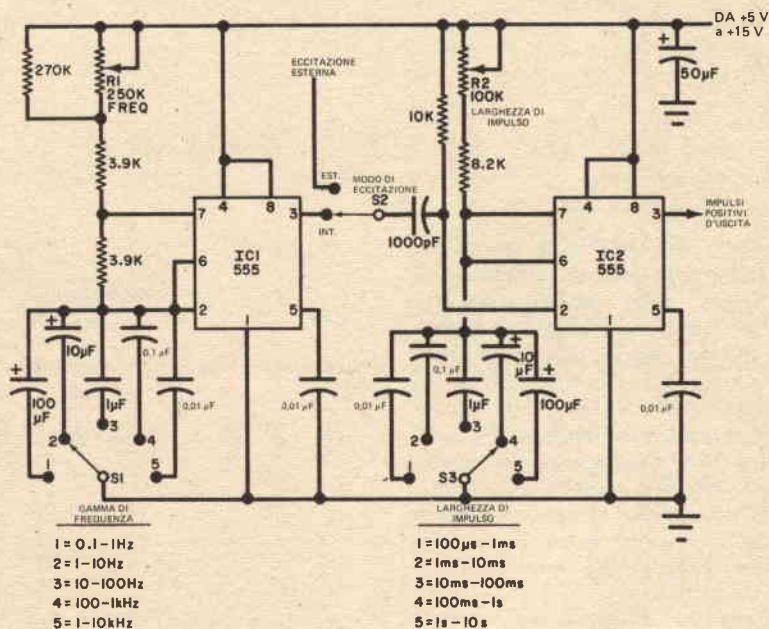 DA +5 V
a +15 V
270K
R1
250K
FREQ
ECCITAZIONE
ESTERNA
R2
100K
LARGHEZZA DI
IMPULSO
10K
+
50µF
3.9K
8.2K
EST.
MODO DI
ECCITAZIONE
S2
INT.
1000pF
4
8
7
3
IC1
555
6
2
5
1
4
8
7
3
IC2
555
6
2
5
1
IMPULSI
POSITIVI
D'USCITA
3.9K
+
100
µF
+
10µF
1µF
0,1 µF
0,01 µF
0,01 µF
1
2
3
4
5
S1
0,01 µF
0,1 µF
1µF
+
10
µF
+
100µF
0,01 µF
1
2
3
4
5
S3
GAMMA DI
FREQUENZA
1 = 0.1-1Hz
2 = 1-10Hz
3 = 10-100Hz
4 = 100-1kHz
5 = 1-10kHz
LARGHEZZA DI
IMPULSO
1 = 100µs-1ms
2 = 1ms-10ms
3 = 10ms-100ms
4 = 100ms-1s
5 = 1s-10s